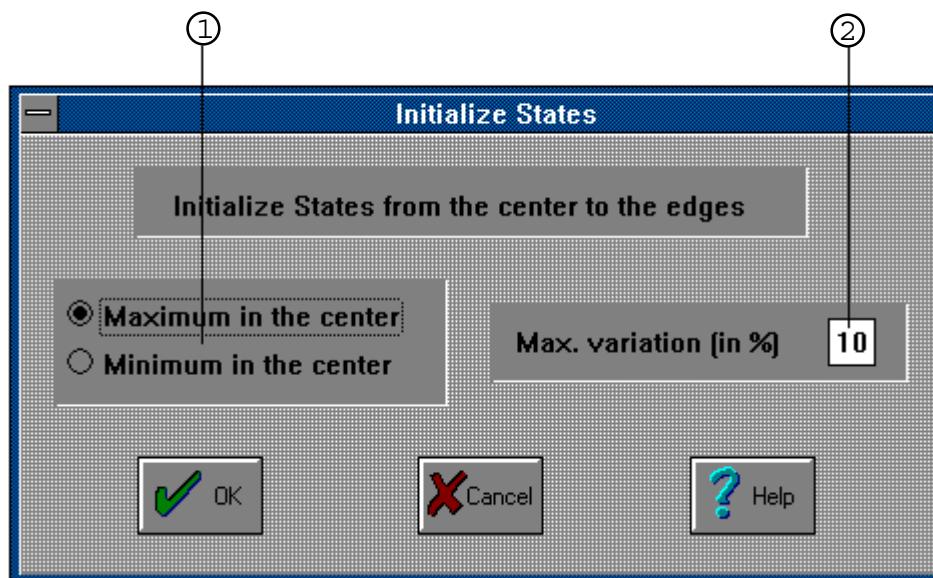 ① ②
Initialize States
Initialize States from the center to the edges
Maximum in the center
Minimum in the center
Max. variation (in %) 10
OK Cancel Help